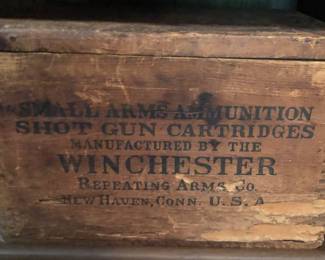 SMALL ARMS AMMUNITION
SHOT GUN CARTRIDGES
MANUFACTURED BY THE
WINCHESTER
REPEATING ARMS CO.
NEW HAVEN, CONN. U. S. A